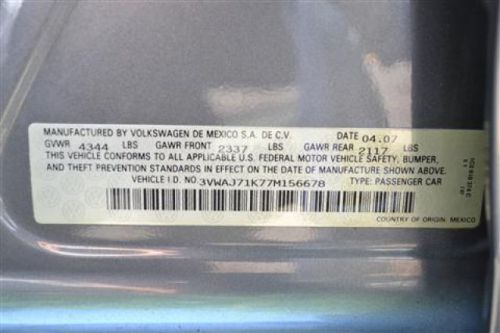 MANUFACTURED BY VOLKSWAGEN DE MEXICO S.A. DE C.V. DATE 04.07
GVWR 4344 LBS GAWR FRONT 2337 LBS GAWR REAR 2117 LBS
THIS VEHICLE CONFORMS TO ALL APPLICABLE U.S. FEDERAL MOTOR VEHICLE SAFETY, BUMPER,
AND THEFT PREVENTION STANDARDS IN EFFECT ON THE DATE OF MANUFACTURE SHOWN ABOVE.
VEHICLE I.D. NO. 3VWAJ71K77M156678 TYPE: PASSENGER CAR
COUNTRY OF ORIGIN: MEXICO